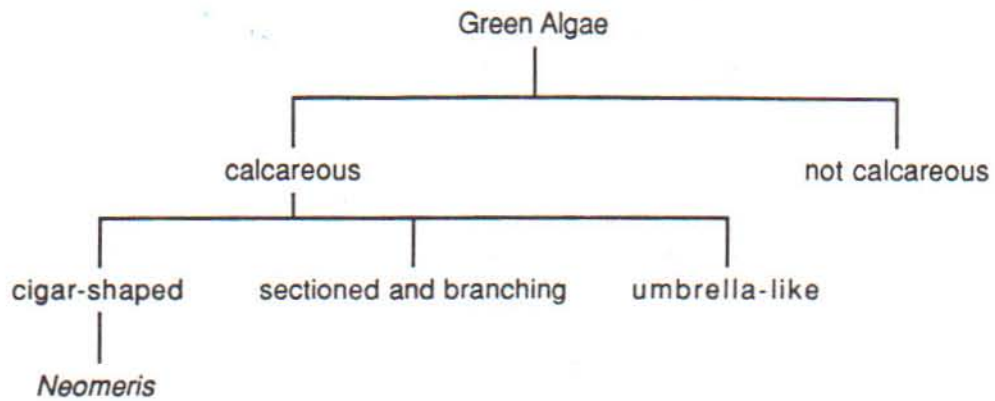 Green Algae
calcareous
not calcareous
cigar-shaped
sectioned and branching
umbrella-like
Neomeris